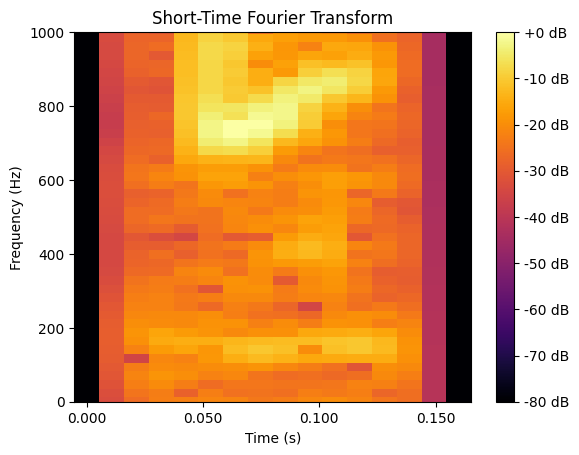 Short-Time Fourier Transform
1000
800
600
400
200
0
Frequency (Hz)
0.000
0.050
0.100
0.150
Time (s)
+0 dB
-10 dB
-20 dB
-30 dB
-40 dB
-50 dB
-60 dB
-70 dB
-80 dB